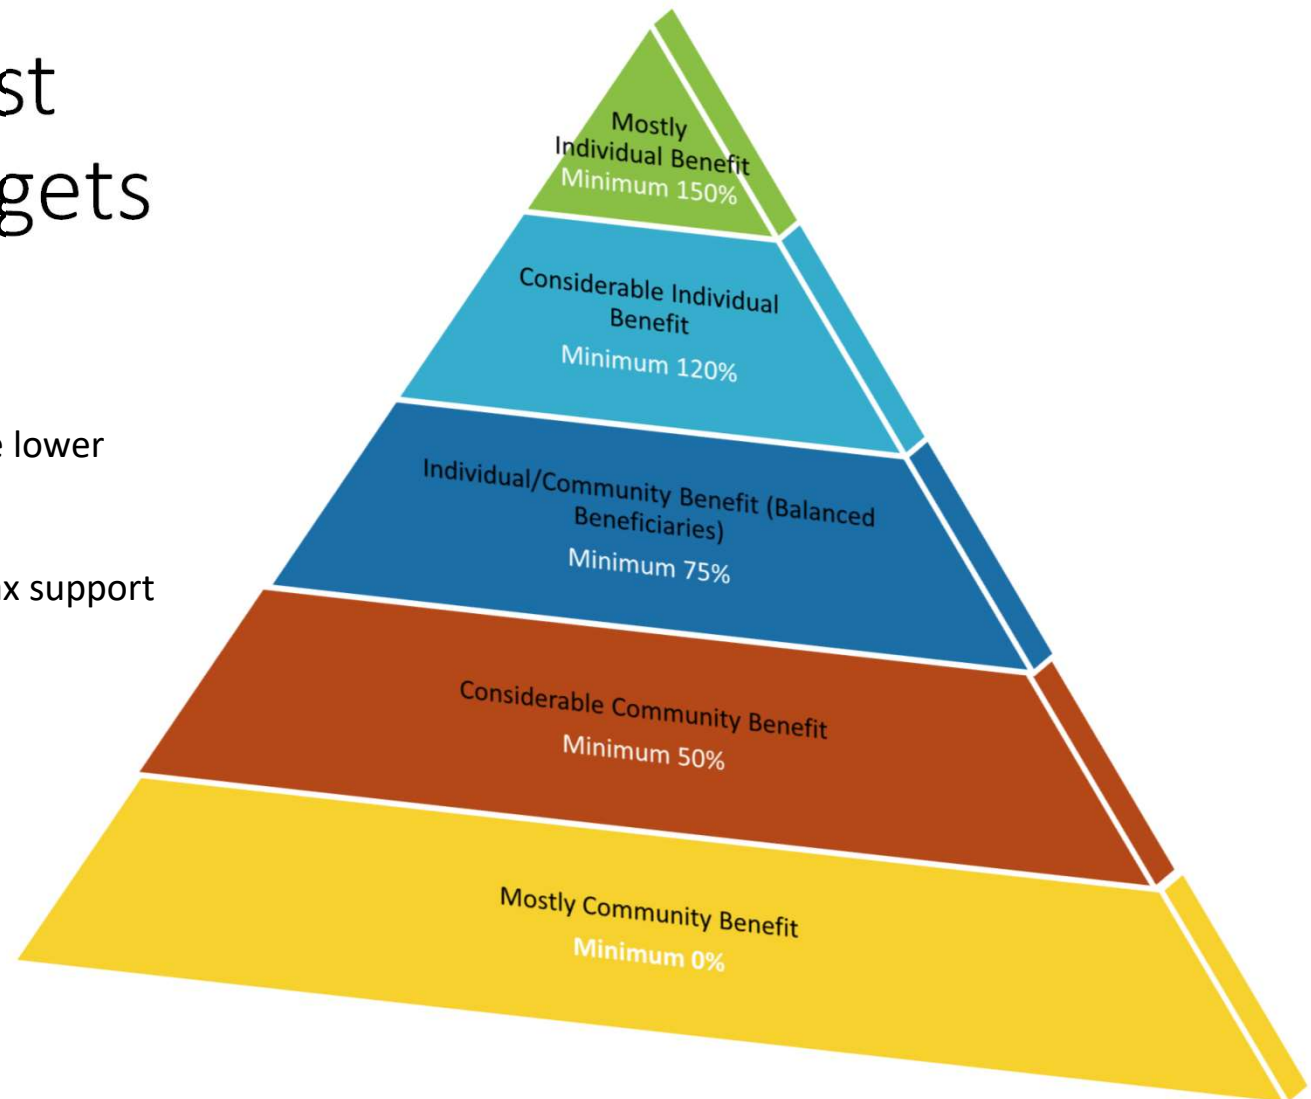 st
gets
e lower
ax support
Mostly
Individual Benefit
Minimum 150%
Considerable Individual
Benefit
Minimum 120%
Individual/Community Benefit (Balanced
Beneficiaries)
Minimum 75%
Considerable Community Benefit
Minimum 50%
Mostly Community Benefit
Minimum 0%